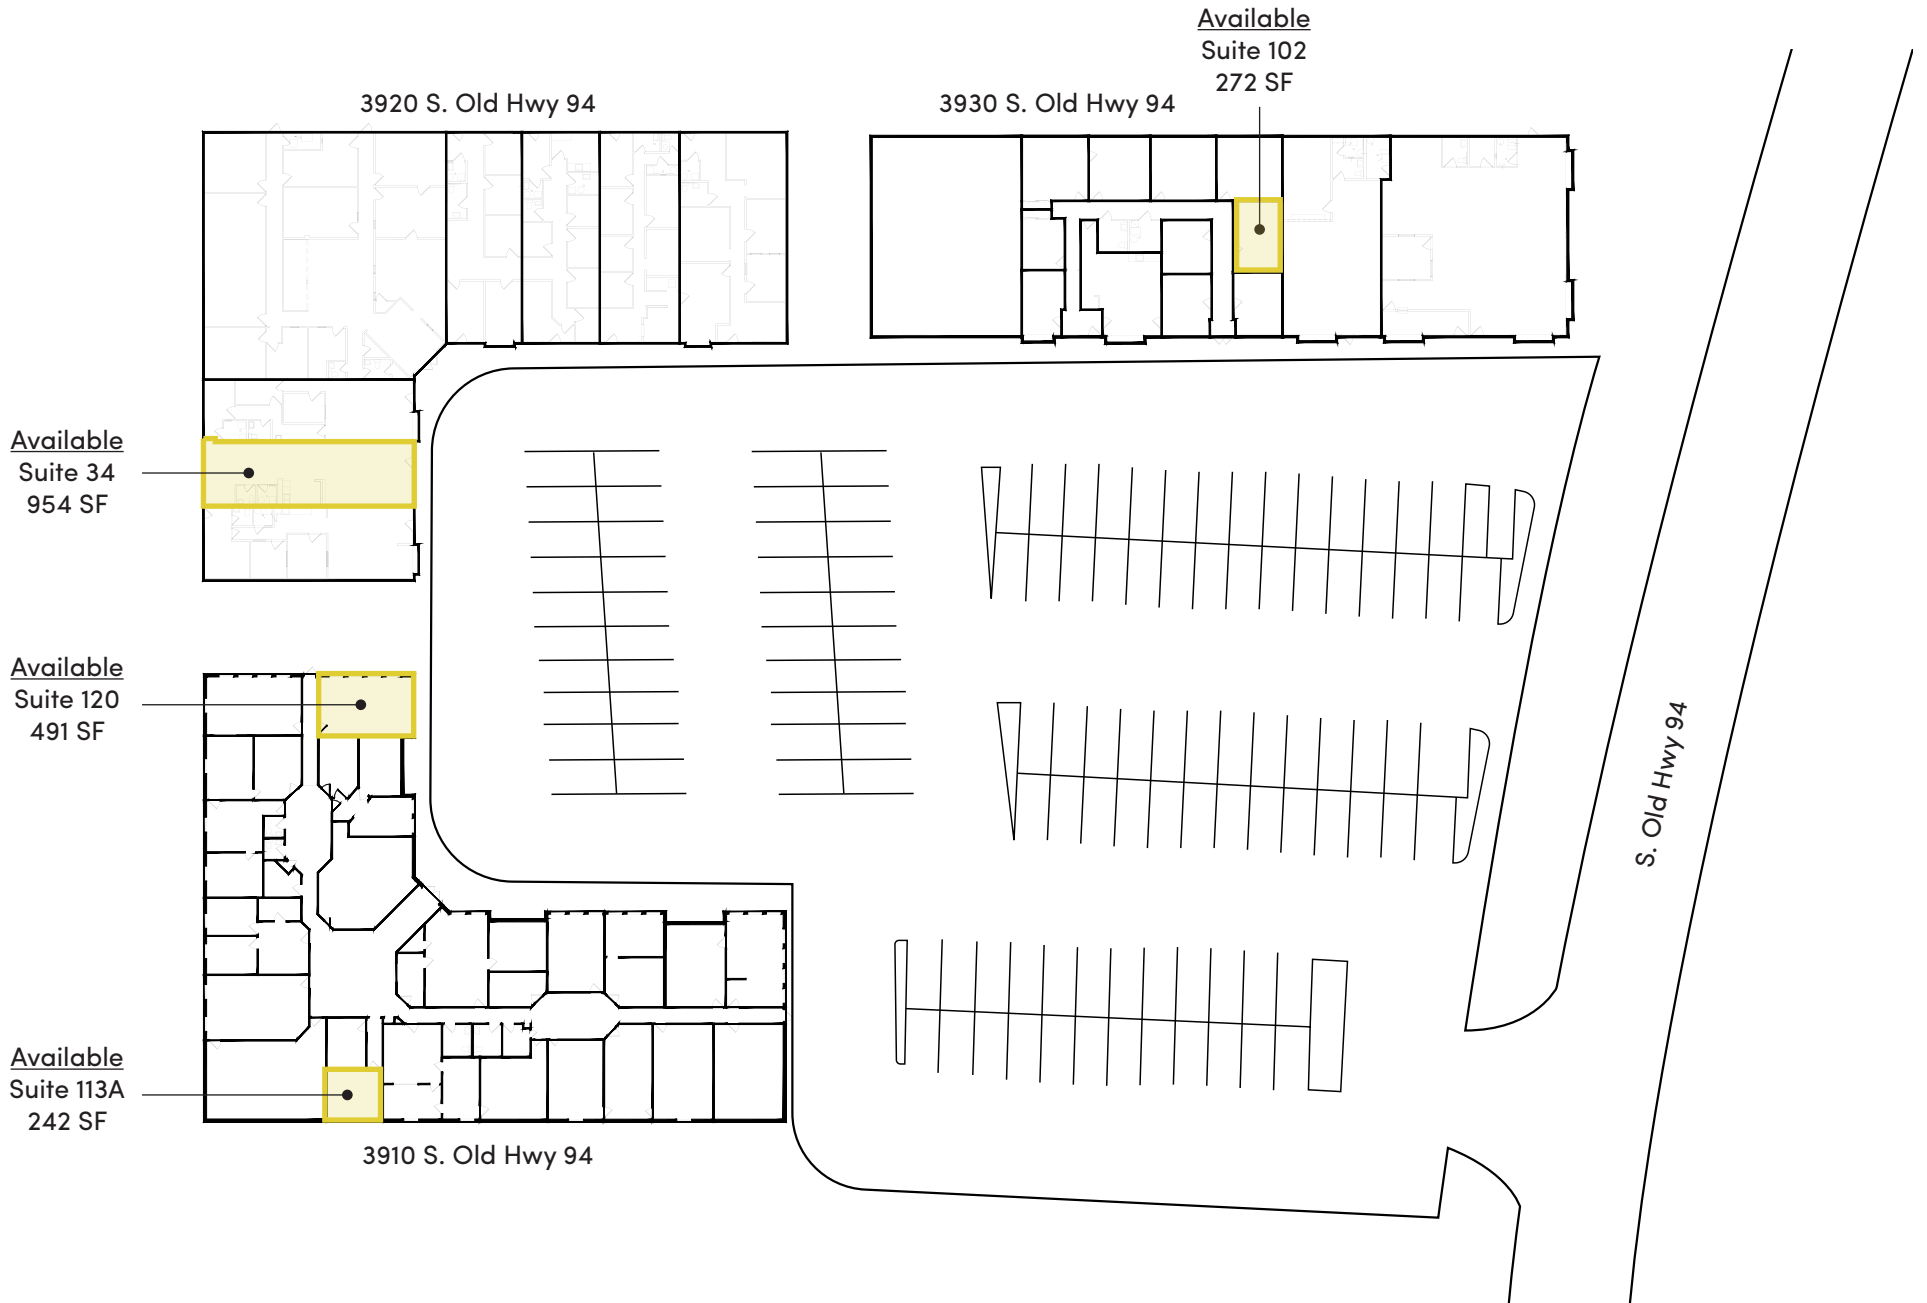 Available
Suite 102
272 SF
3920 S. Old Hwy 94
3930 S. Old Hwy 94
Available
Suite 34
954 SF
Available
Suite 120
491 SF
S. Old Hwy 94
Available
Suite 113A
242 SF
3910 S. Old Hwy 94